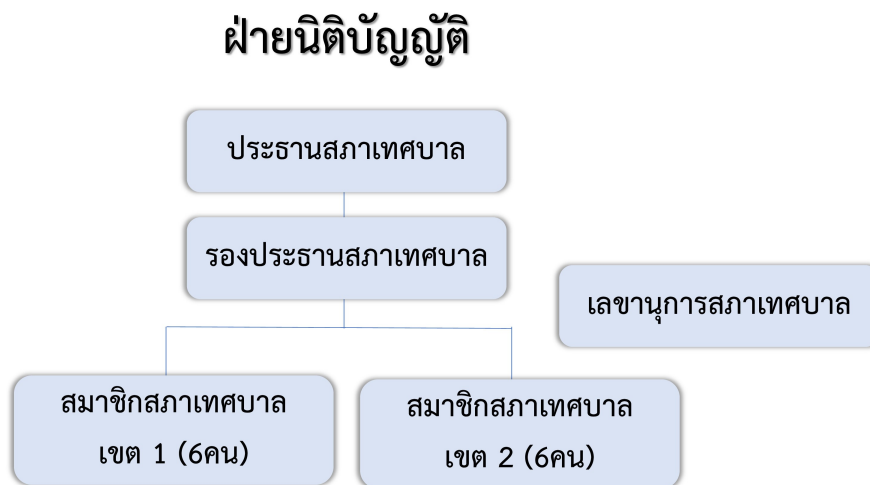 ฝ่ายนิติบัญญัติ
ประธานสภาเทศบาล
รองประธานสภาเทศบาล
เลขานุการสภาเทศบาล
สมาชิกสภาเทศบาล
เขต 1 (6คน)
สมาชิกสภาเทศบาล
เขต 2 (6คน)